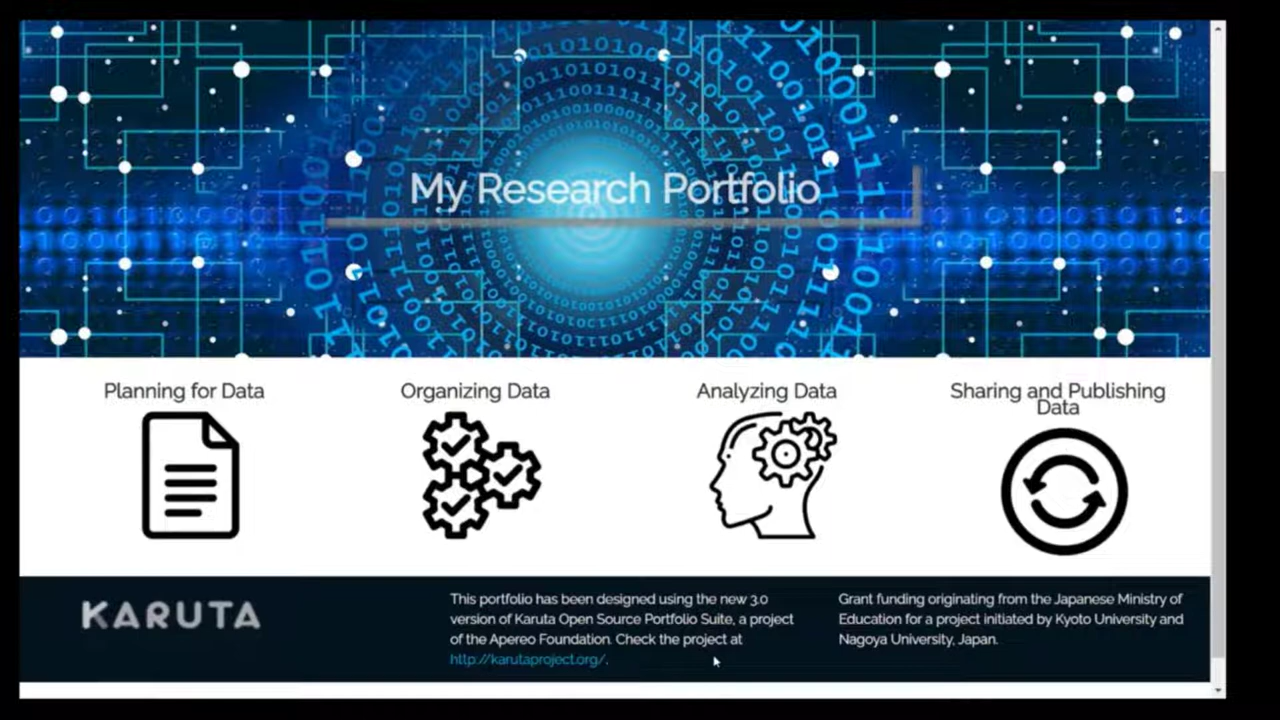 My Research Portfolio
Planning for Data
Organizing Data
Analyzing Data
Sharing and Publishing
Data
KARUTA
This portfolio has been designed using the new 3.0
version of Karuta Open Source Portfolio Suite, a project
of the Apereo Foundation. Check the project at
http://karutaproject.org/.
Grant funding originating from the Japanese Ministry of
Education for a project initiated by Kyoto University and
Nagoya University, Japan.